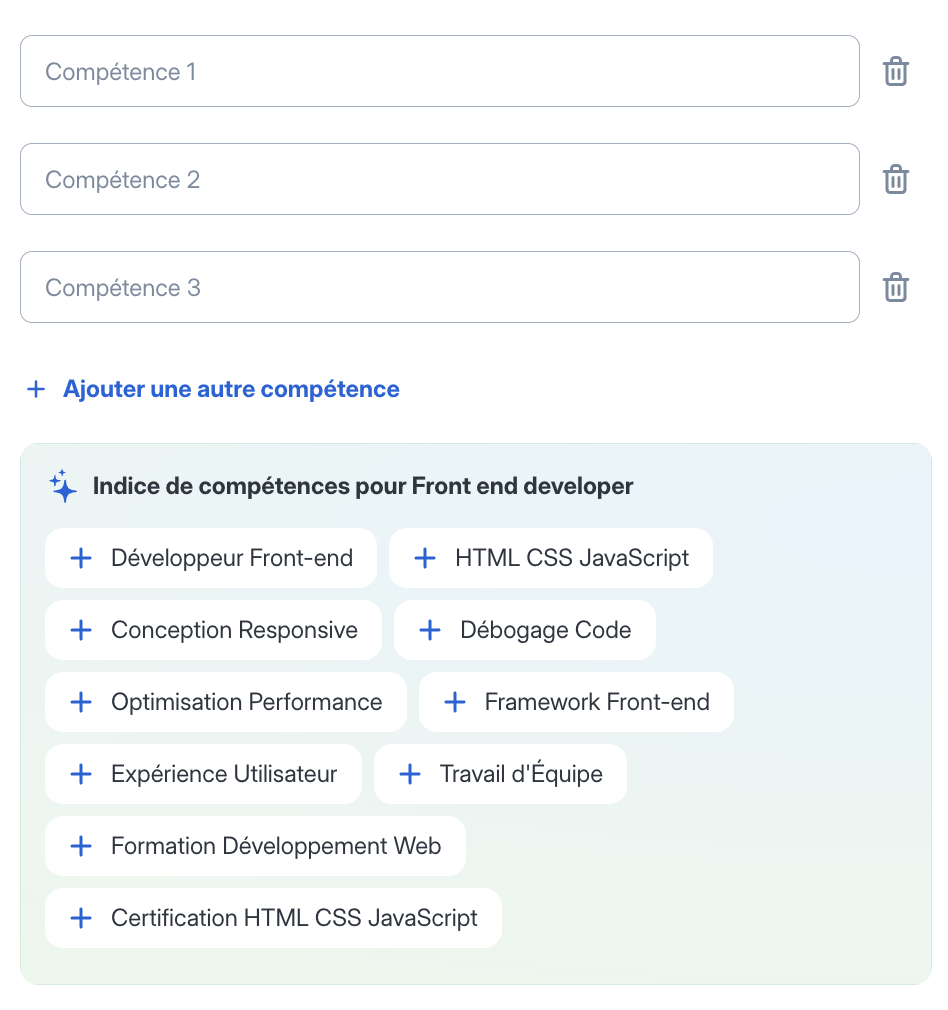 Compétence 1
Compétence 2
Compétence 3
Ajouter une autre compétence
Indice de compétences pour Front end developer
Développeur Front-end
HTML CSS JavaScript
Conception Responsive
Débogage Code
Optimisation Performance
Framework Front-end
Expérience Utilisateur
Travail d'Équipe
Formation Développement Web
Certification HTML CSS JavaScript